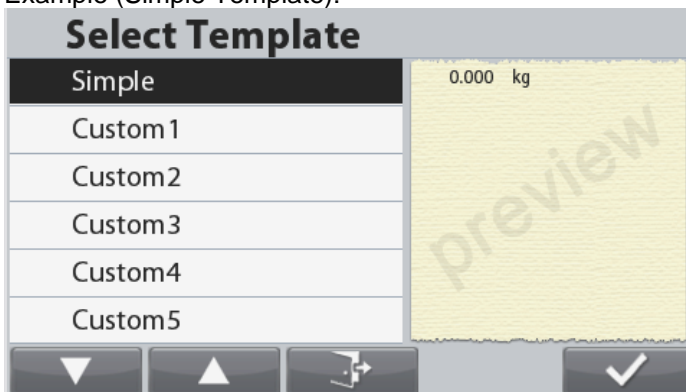 Example (Simple Template):
Select Template
Simple
0.000 kg
Custom1
Custom2
Custom3
Custom4
Custom5
preview